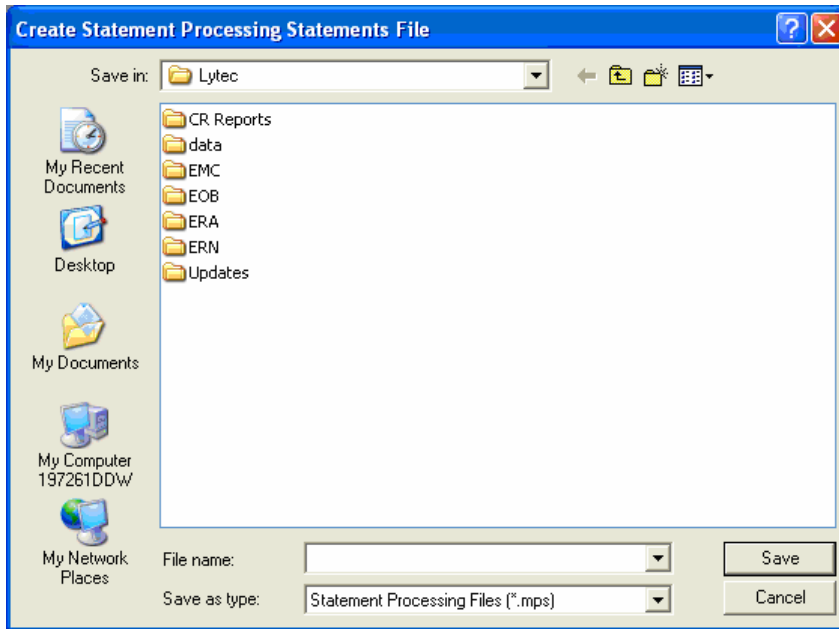 Create Statement Processing Statements File
Save in:
Lytec
My Recent
Documents
Desktop
My Documents
My Computer
197261DDW
My Network
Places
CR Reports
data
EMC
EOB
ERA
ERN
Updates
File name:
Save
Save as type:
Statement Processing Files (*.mps)
Cancel